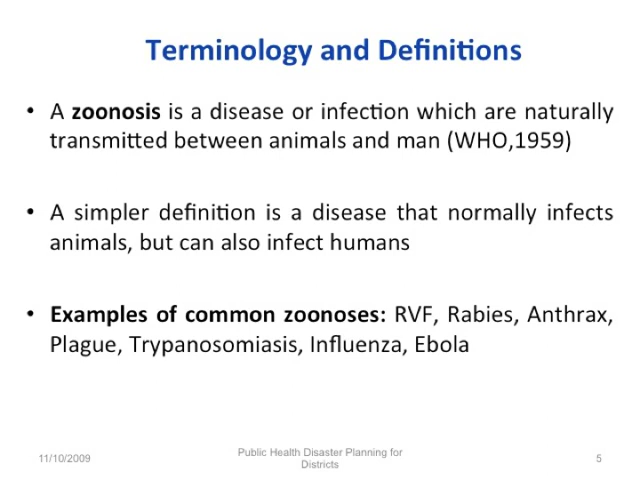 Terminology and Definitions
• A zoonosis is a disease or infection which are naturally
transmitted between animals and man (WHO,1959)
• A simpler definition is a disease that normally infects
animals, but can also infect humans
• Examples of common zoonoses: RVF, Rabies, Anthrax,
Plague, Trypanosomiasis, Influenza, Ebola
11/10/2009
Public Health Disaster Planning for
Districts
5